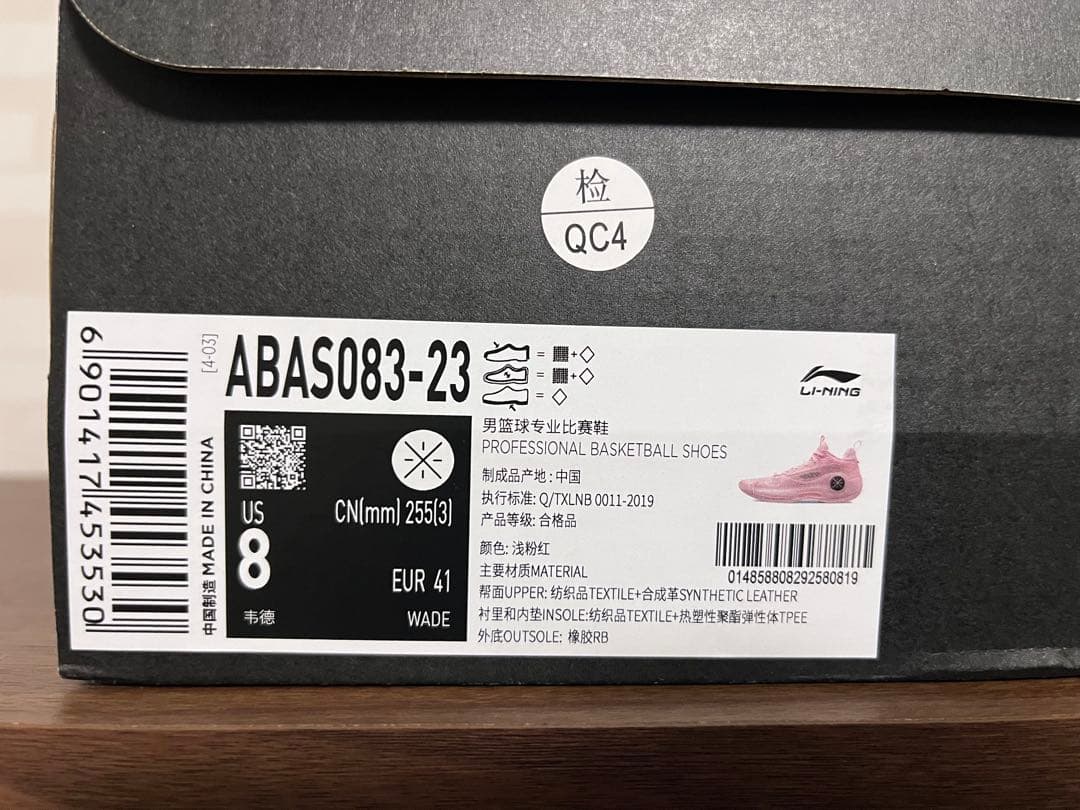 检
QC4
6901417453530
中国制造 MADE IN CHINA
[4-03]
ABAS083-23
US
8
韦德
CN(mm) 255(3)
EUR 41
WADE
= +
= +
=
LI-NING
男篮球专业比赛鞋
PROFESSIONAL BASKETBALL SHOES
制成品产地: 中国
执行标准: Q/TXLNB 0011-2019
产品等级: 合格品
颜色: 浅粉红
主要材质MATERIAL
帮面UPPER: 纺织品TEXTILE+合成革SYNTHETIC LEATHER
衬里和内垫INSOLE:纺织品TEXTILE+热塑性聚酯弹性体TPEE
外底OUTSOLE: 橡胶RB
014858808292580819